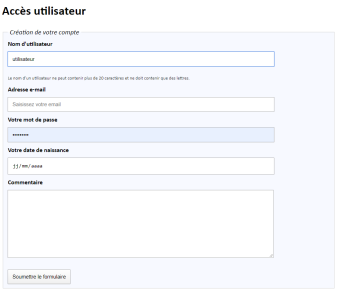 Accès utilisateur
Création de votre compte
Nom d'utilisateur
utilisateur
Le nom d'un utilisateur ne peut contenir plus de 20 caractères et ne doit contenir que des lettres.
Adresse e-mail
Saisissez votre email
Votre mot de passe
••••••••
Votre date de naissance
jj/mm/aaaa
Commentaire
Soumettre le formulaire